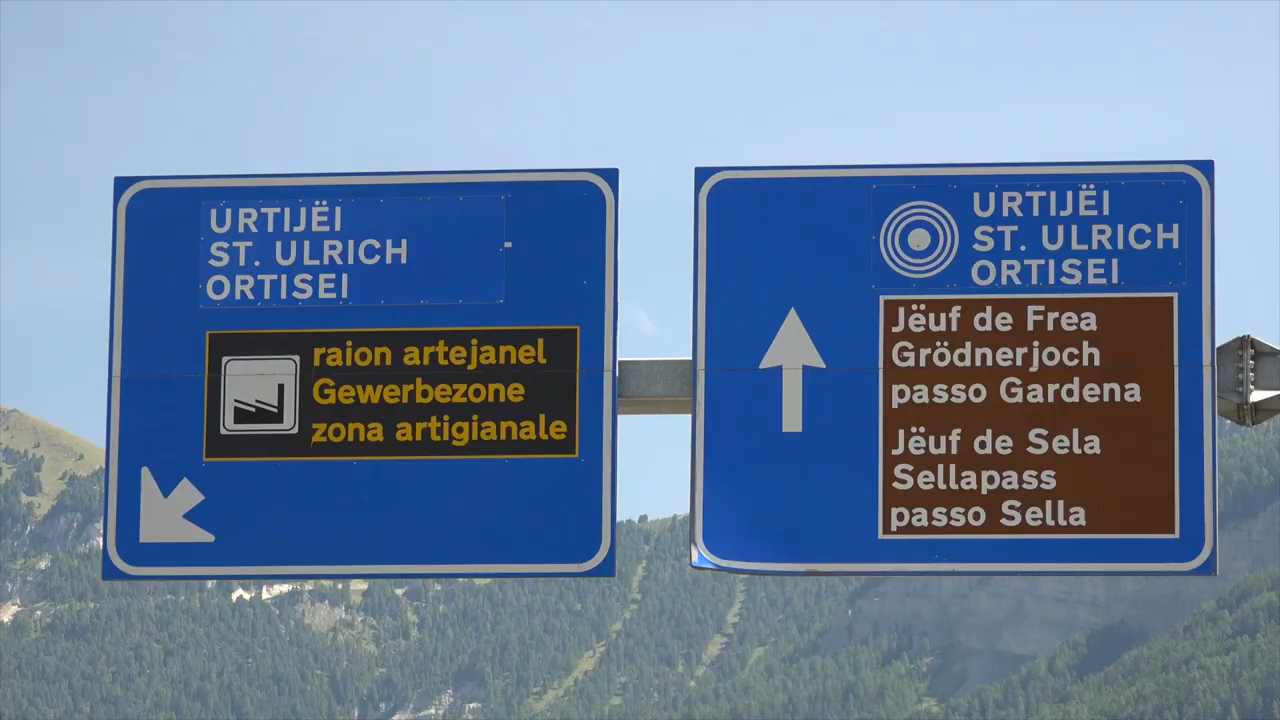 URTIJËI
ST. ULRICH
ORTISEI
raion artejanel
Gewerbezone
zona artigianale
URTIJËI
ST. ULRICH
ORTISEI
Jëuf de Frea
Grödnerjoch
passo Gardena
Jëuf de Sela
Sellapass
passo Sella